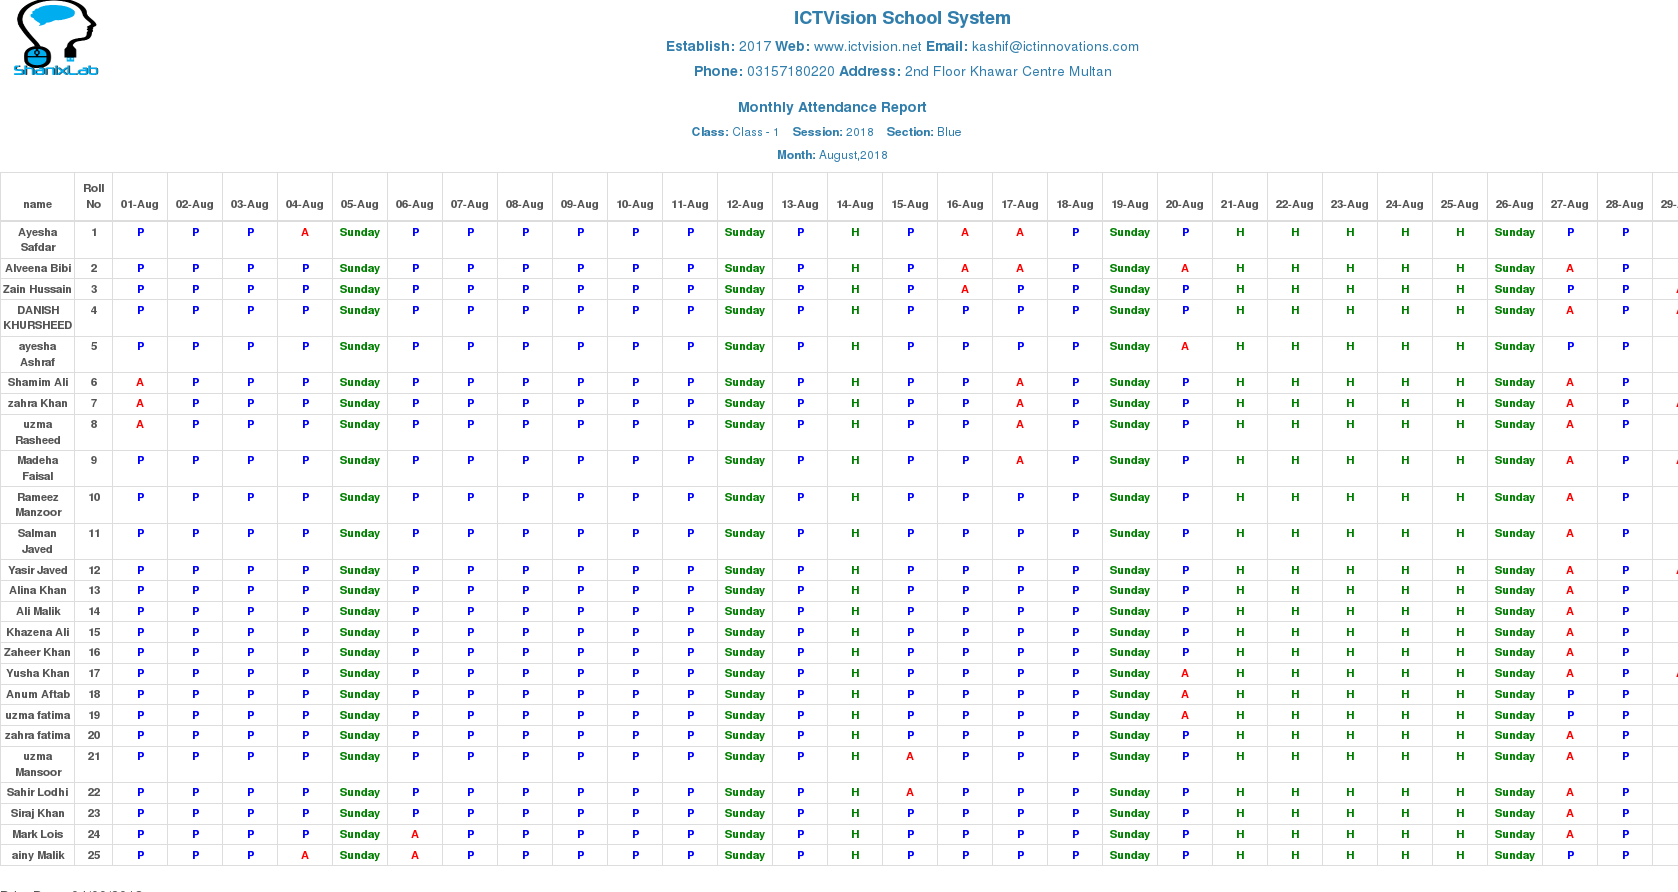 ShanixLab
ICTVision School System
Establish: 2017 Web: www.ictvision.net Email: kashif@ictinnovations.com
Phone: 03157180220 Address: 2nd Floor Khawar Centre Multan
Monthly Attendance Report
Class: Class - 1 Session: 2018 Section: Blue
Month: August,2018
name Roll No 01-Aug 02-Aug 03-Aug 04-Aug 05-Aug 06-Aug 07-Aug 08-Aug 09-Aug 10-Aug 11-Aug 12-Aug 13-Aug 14-Aug 15-Aug 16-Aug 17-Aug 18-Aug 19-Aug 20-Aug 21-Aug 22-Aug 23-Aug 24-Aug 25-Aug 26-Aug 27-Aug 28-Aug 29-
Ayesha Safdar 1 P P P A Sunday P P P P P P Sunday P H P A A P Sunday P H H H H H Sunday P P
Alveena Bibi 2 P P P P Sunday P P P P P P Sunday P H P A A P Sunday A H H H H H Sunday A P
Zain Hussain 3 P P P P Sunday P P P P P P Sunday P H P A P P Sunday P H H H H H Sunday P P
DANISH KHURSHEED 4 P P P P Sunday P P P P P P Sunday P H P P P P Sunday P H H H H H Sunday A P
ayesha Ashraf 5 P P P P Sunday P P P P P P Sunday P H P P P P Sunday A H H H H H Sunday P P
Shamim Ali 6 A P P P Sunday P P P P P P Sunday P H P P A P Sunday P H H H H H Sunday A P
zahra Khan 7 A P P P Sunday P P P P P P Sunday P H P P A P Sunday P H H H H H Sunday A P
uzma Rasheed 8 A P P P Sunday P P P P P P Sunday P H P P A P Sunday P H H H H H Sunday A P
Madeha Faisal 9 P P P P Sunday P P P P P P Sunday P H P P A P Sunday P H H H H H Sunday A P
Rameez Manzoor 10 P P P P Sunday P P P P P P Sunday P H P P P P Sunday P H H H H H Sunday A P
Salman Javed 11 P P P P Sunday P P P P P P Sunday P H P P P P Sunday P H H H H H Sunday A P
Yasir Javed 12 P P P P Sunday P P P P P P Sunday P H P P P P Sunday P H H H H H Sunday A P
Alina Khan 13 P P P P Sunday P P P P P P Sunday P H P P P P Sunday P H H H H H Sunday A P
Ali Malik 14 P P P P Sunday P P P P P P Sunday P H P P P P Sunday P H H H H H Sunday A P
Khazena Ali 15 P P P P Sunday P P P P P P Sunday P H P P P P Sunday P H H H H H Sunday A P
Zaheer Khan 16 P P P P Sunday P P P P P P Sunday P H P P P P Sunday P H H H H H Sunday A P
Yusha Khan 17 P P P P Sunday P P P P P P Sunday P H P P P P Sunday A H H H H H Sunday A P
Anum Aftab 18 P P P P Sunday P P P P P P Sunday P H P P P P Sunday A H H H H H Sunday P P
uzma fatima 19 P P P P Sunday P P P P P P Sunday P H P P P P Sunday A H H H H H Sunday P P
zahra fatima 20 P P P P Sunday P P P P P P Sunday P H P P P P Sunday P H H H H H Sunday A P
uzma Mansoor 21 P P P P Sunday P P P P P P Sunday P H A P P P Sunday P H H H H H Sunday A P
Sahir Lodhi 22 P P P P Sunday P P P P P P Sunday P H A P P P Sunday P H H H H H Sunday A P
Siraj Khan 23 P P P P Sunday P P P P P P Sunday P H P P P P Sunday P H H H H H Sunday A P
Mark Lois 24 P P P P Sunday A P P P P P Sunday P H P P P P Sunday P H H H H H Sunday A P
ainy Malik 25 P P P A Sunday A P P P P P Sunday P H P P P P Sunday P H H H H H Sunday P P